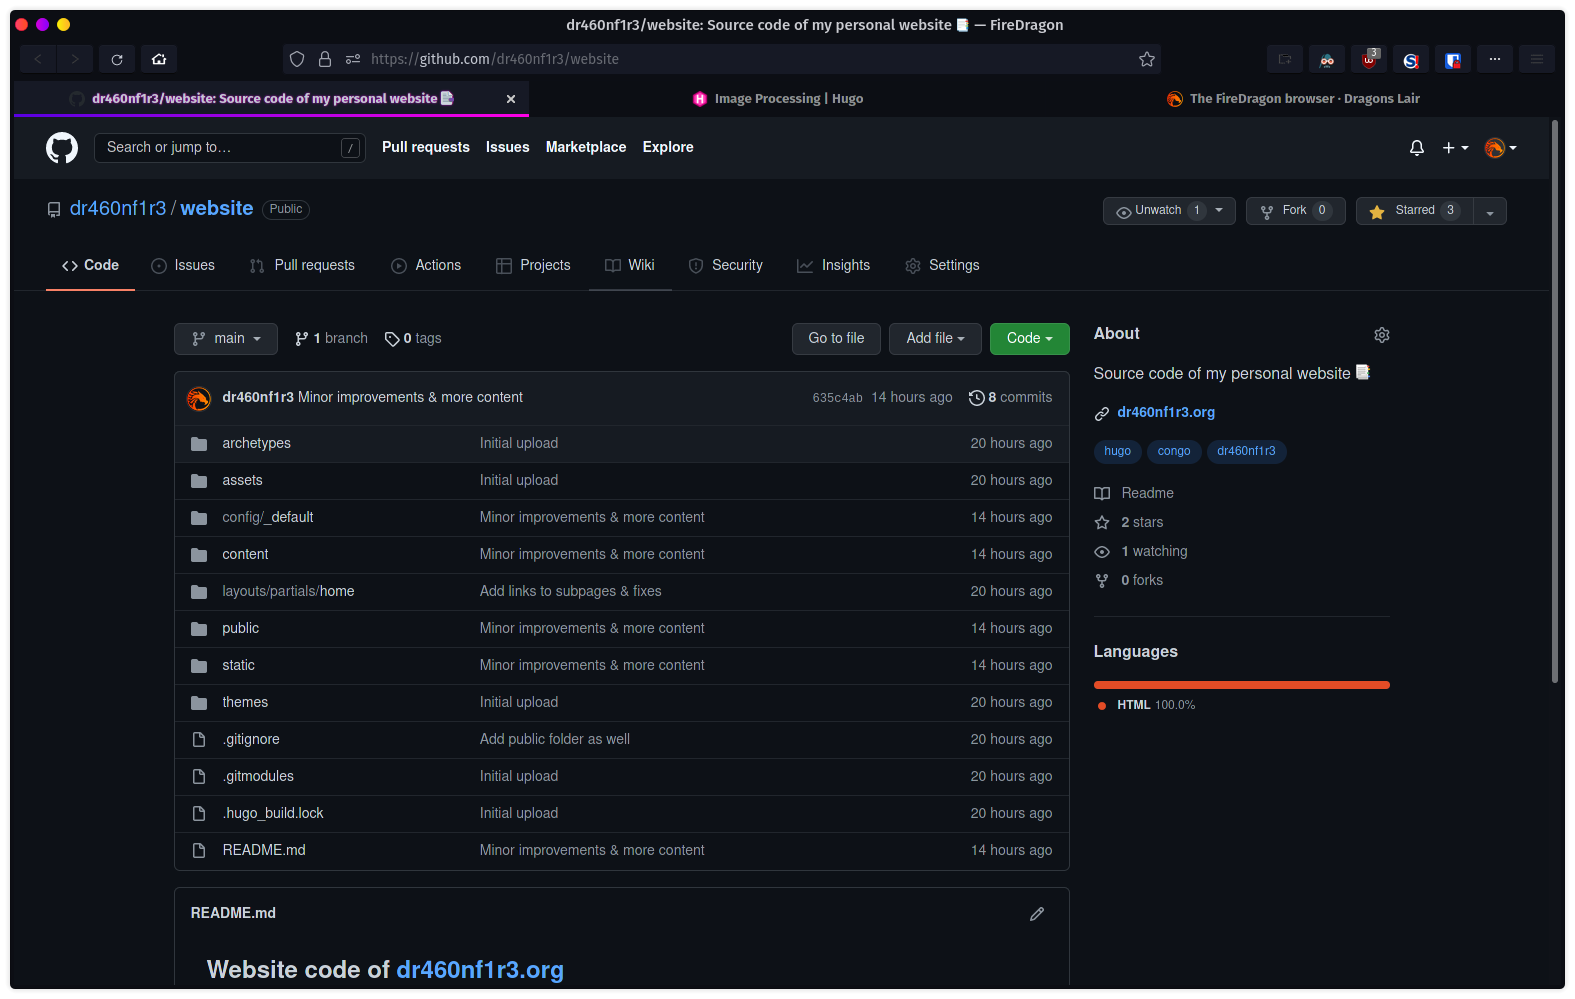 dr460nf1r3/website: Source code of my personal website 📑 — FireDragon
https://github.com/dr460nf1r3/website
3
dr460nf1r3/website: Source code of my personal website 📑
Image Processing | Hugo
The FireDragon browser · Dragons Lair
Search or jump to…
/
Pull requests Issues Marketplace Explore
dr460nf1r3 / website Public
Unwatch 1
Fork 0
Starred 3
Code Issues Pull requests Actions Projects Wiki Security Insights Settings
main 1 branch 0 tags
Go to file Add file Code
dr460nf1r3 Minor improvements & more content 635c4ab 14 hours ago 8 commits
archetypes Initial upload 20 hours ago
assets Initial upload 20 hours ago
config/_default Minor improvements & more content 14 hours ago
content Minor improvements & more content 14 hours ago
layouts/partials/home Add links to subpages & fixes 20 hours ago
public Minor improvements & more content 14 hours ago
static Minor improvements & more content 14 hours ago
themes Initial upload 20 hours ago
.gitignore Add public folder as well 20 hours ago
.gitmodules Initial upload 20 hours ago
.hugo_build.lock Initial upload 20 hours ago
README.md Minor improvements & more content 14 hours ago
README.md
Website code of dr460nf1r3.org
About
Source code of my personal website 📑
dr460nf1r3.org
hugo congo dr460nf1r3
Readme
2 stars
1 watching
0 forks
Languages
HTML 100.0%